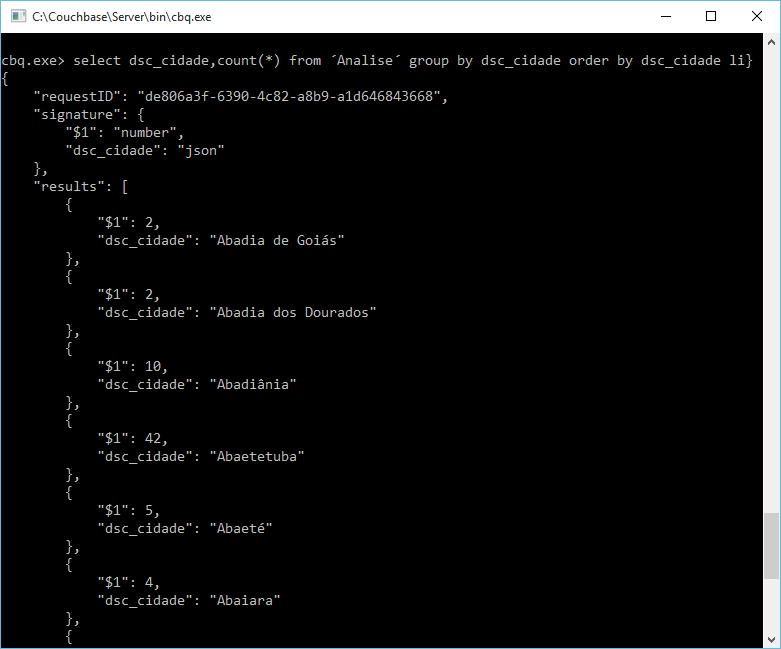 C:\Couchbase\Server\bin\cbq.exe
cbq.exe> select dsc_cidade,count(*) from ´Analise´ group by dsc_cidade order by dsc_cidade li}
{
    "requestID": "de806a3f-6390-4c82-a8b9-a1d646843668",
    "signature": {
        "$1": "number",
        "dsc_cidade": "json"
    },
    "results": [
        {
            "$1": 2,
            "dsc_cidade": "Abadia de Goiás"
        },
        {
            "$1": 2,
            "dsc_cidade": "Abadia dos Dourados"
        },
        {
            "$1": 10,
            "dsc_cidade": "Abadiânia"
        },
        {
            "$1": 42,
            "dsc_cidade": "Abaetetuba"
        },
        {
            "$1": 5,
            "dsc_cidade": "Abaeté"
        },
        {
            "$1": 4,
            "dsc_cidade": "Abaiara"
        },
        {